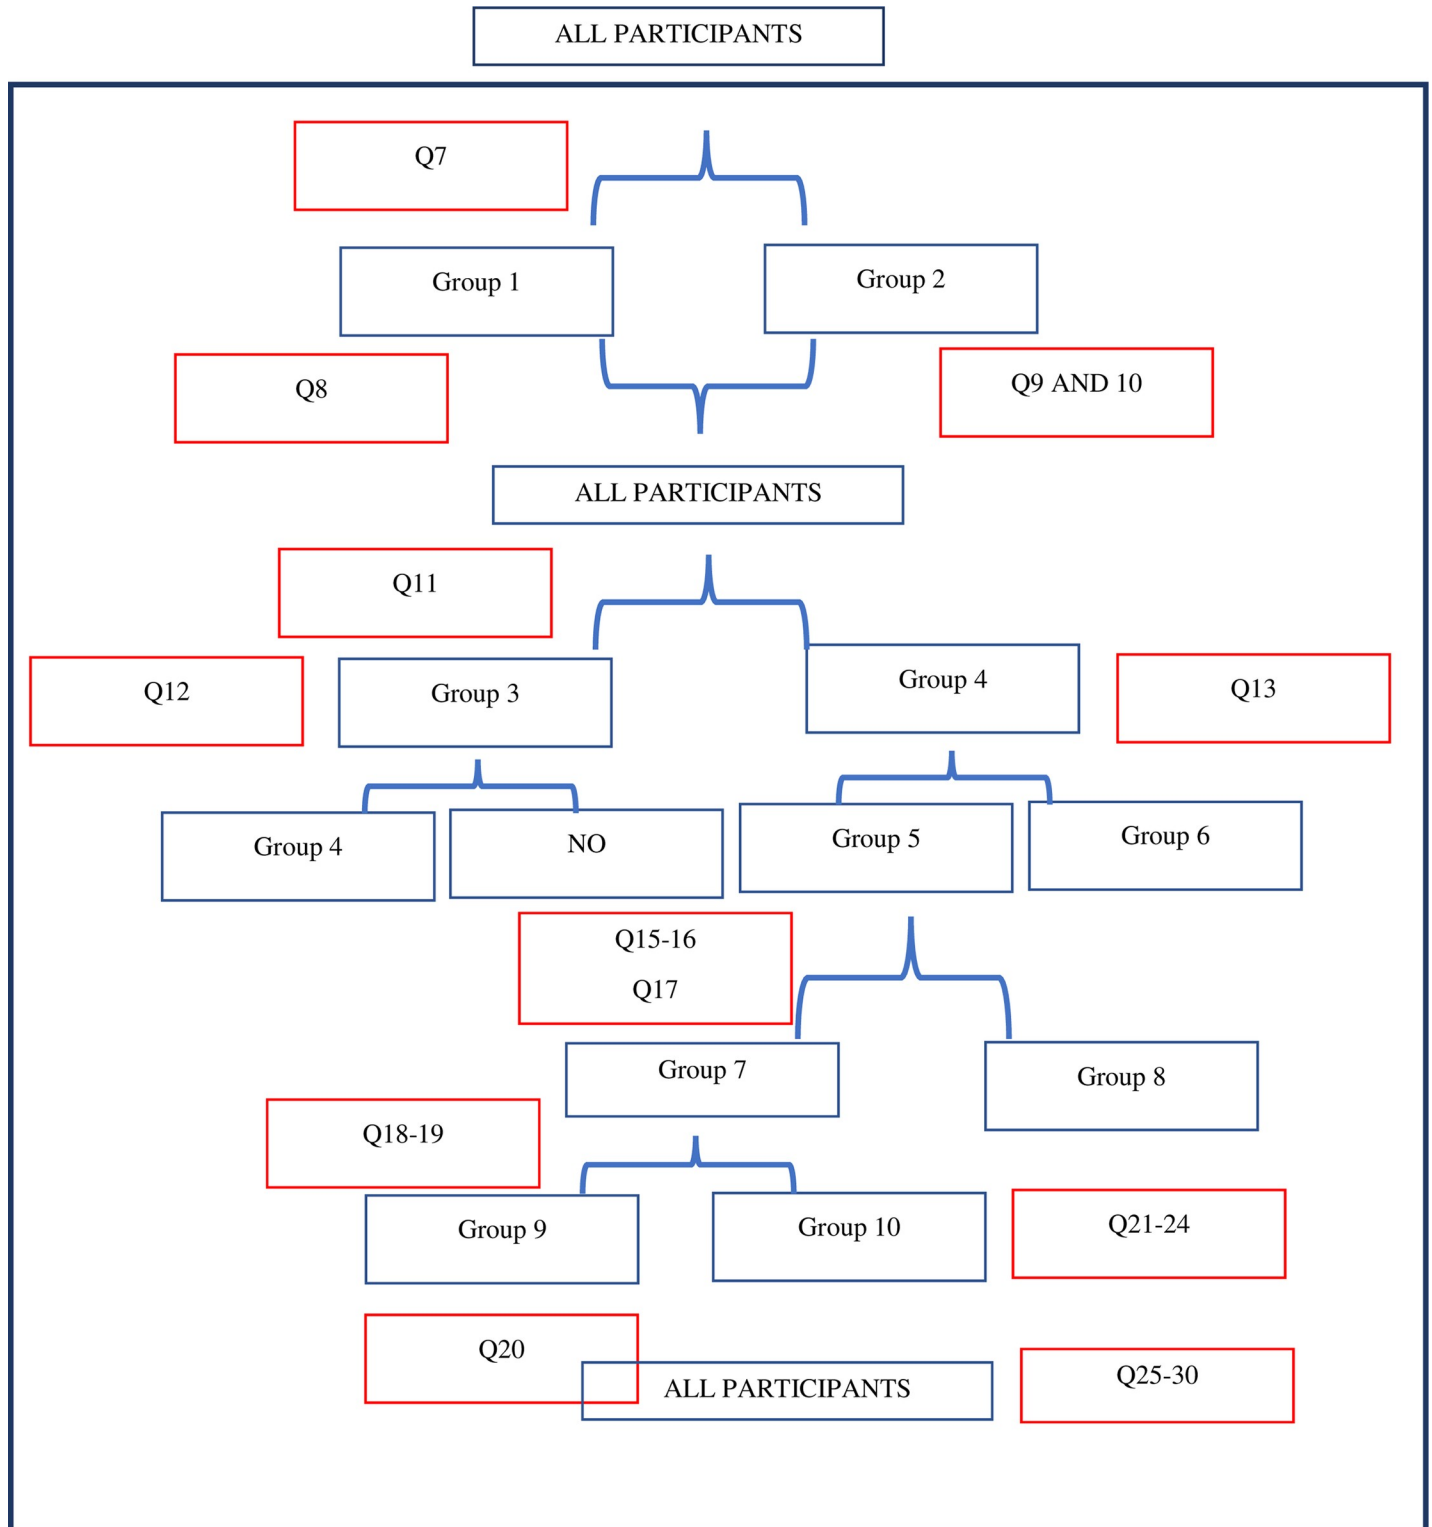 ALL PARTICIPANTS
Q7
Group 1
Group 2
Q8
Q9 AND 10
ALL PARTICIPANTS
Q11
Q12
Group 3
Group 4
Q13
Group 4
NO
Group 5
Group 6
Q15-16
Q17
Group 7
Group 8
Q18-19
Group 9
Group 10
Q21-24
Q20
ALL PARTICIPANTS
Q25-30